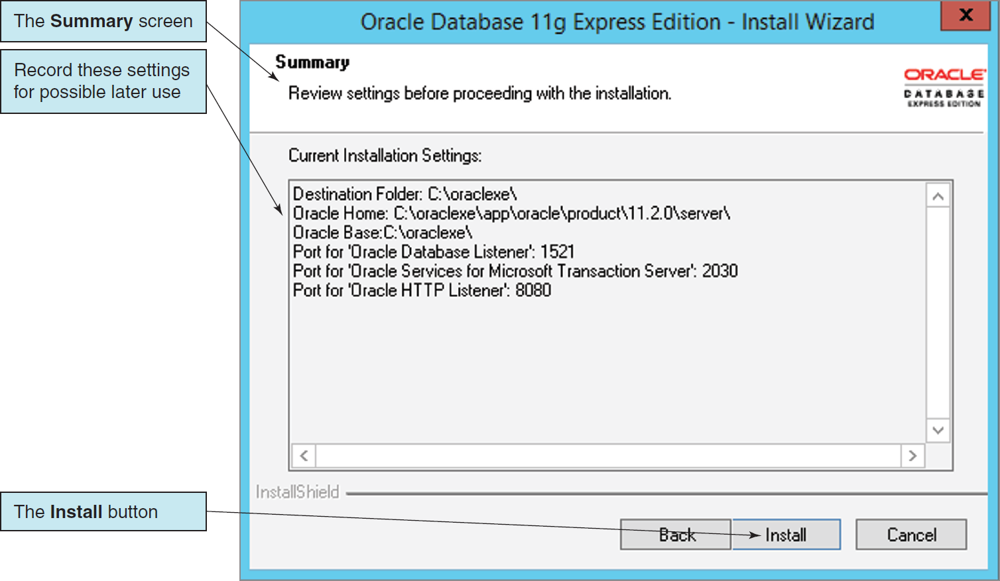 The Summary screen
Record these settings
for possible later use
The Install button
Oracle Database 11g Express Edition - Install Wizard
X
Summary
Review settings before proceeding with the installation.
ORACLE
DATABASE
EXPRESS EDITION
Current Installation Settings:
Destination Folder: C:\oraclexe\
Oracle Home: C:\oraclexe\app\oracle\product\11.2.0\server\
Oracle Base:C:\oraclexe\
Port for 'Oracle Database Listener': 1521
Port for 'Oracle Services for Microsoft Transaction Server': 2030
Port for 'Oracle HTTP Listener': 8080
InstallShield
Back
Install
Cancel